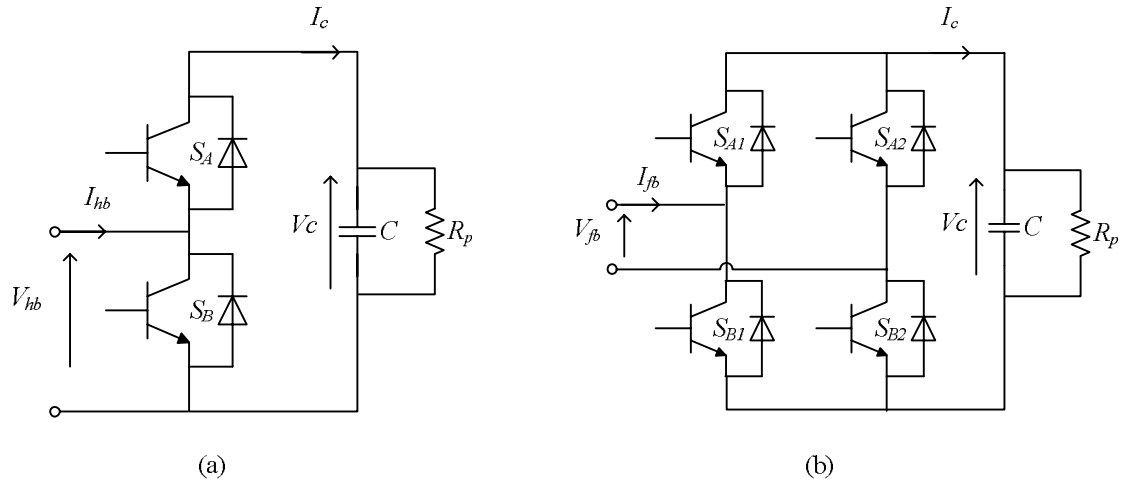 I_c
S_A
I_hb
V_hb
S_B
Vc
C
R_p
(a)
I_c
S_A1
S_A2
I_fb
V_fb
S_B1
S_B2
Vc
C
R_p
(b)